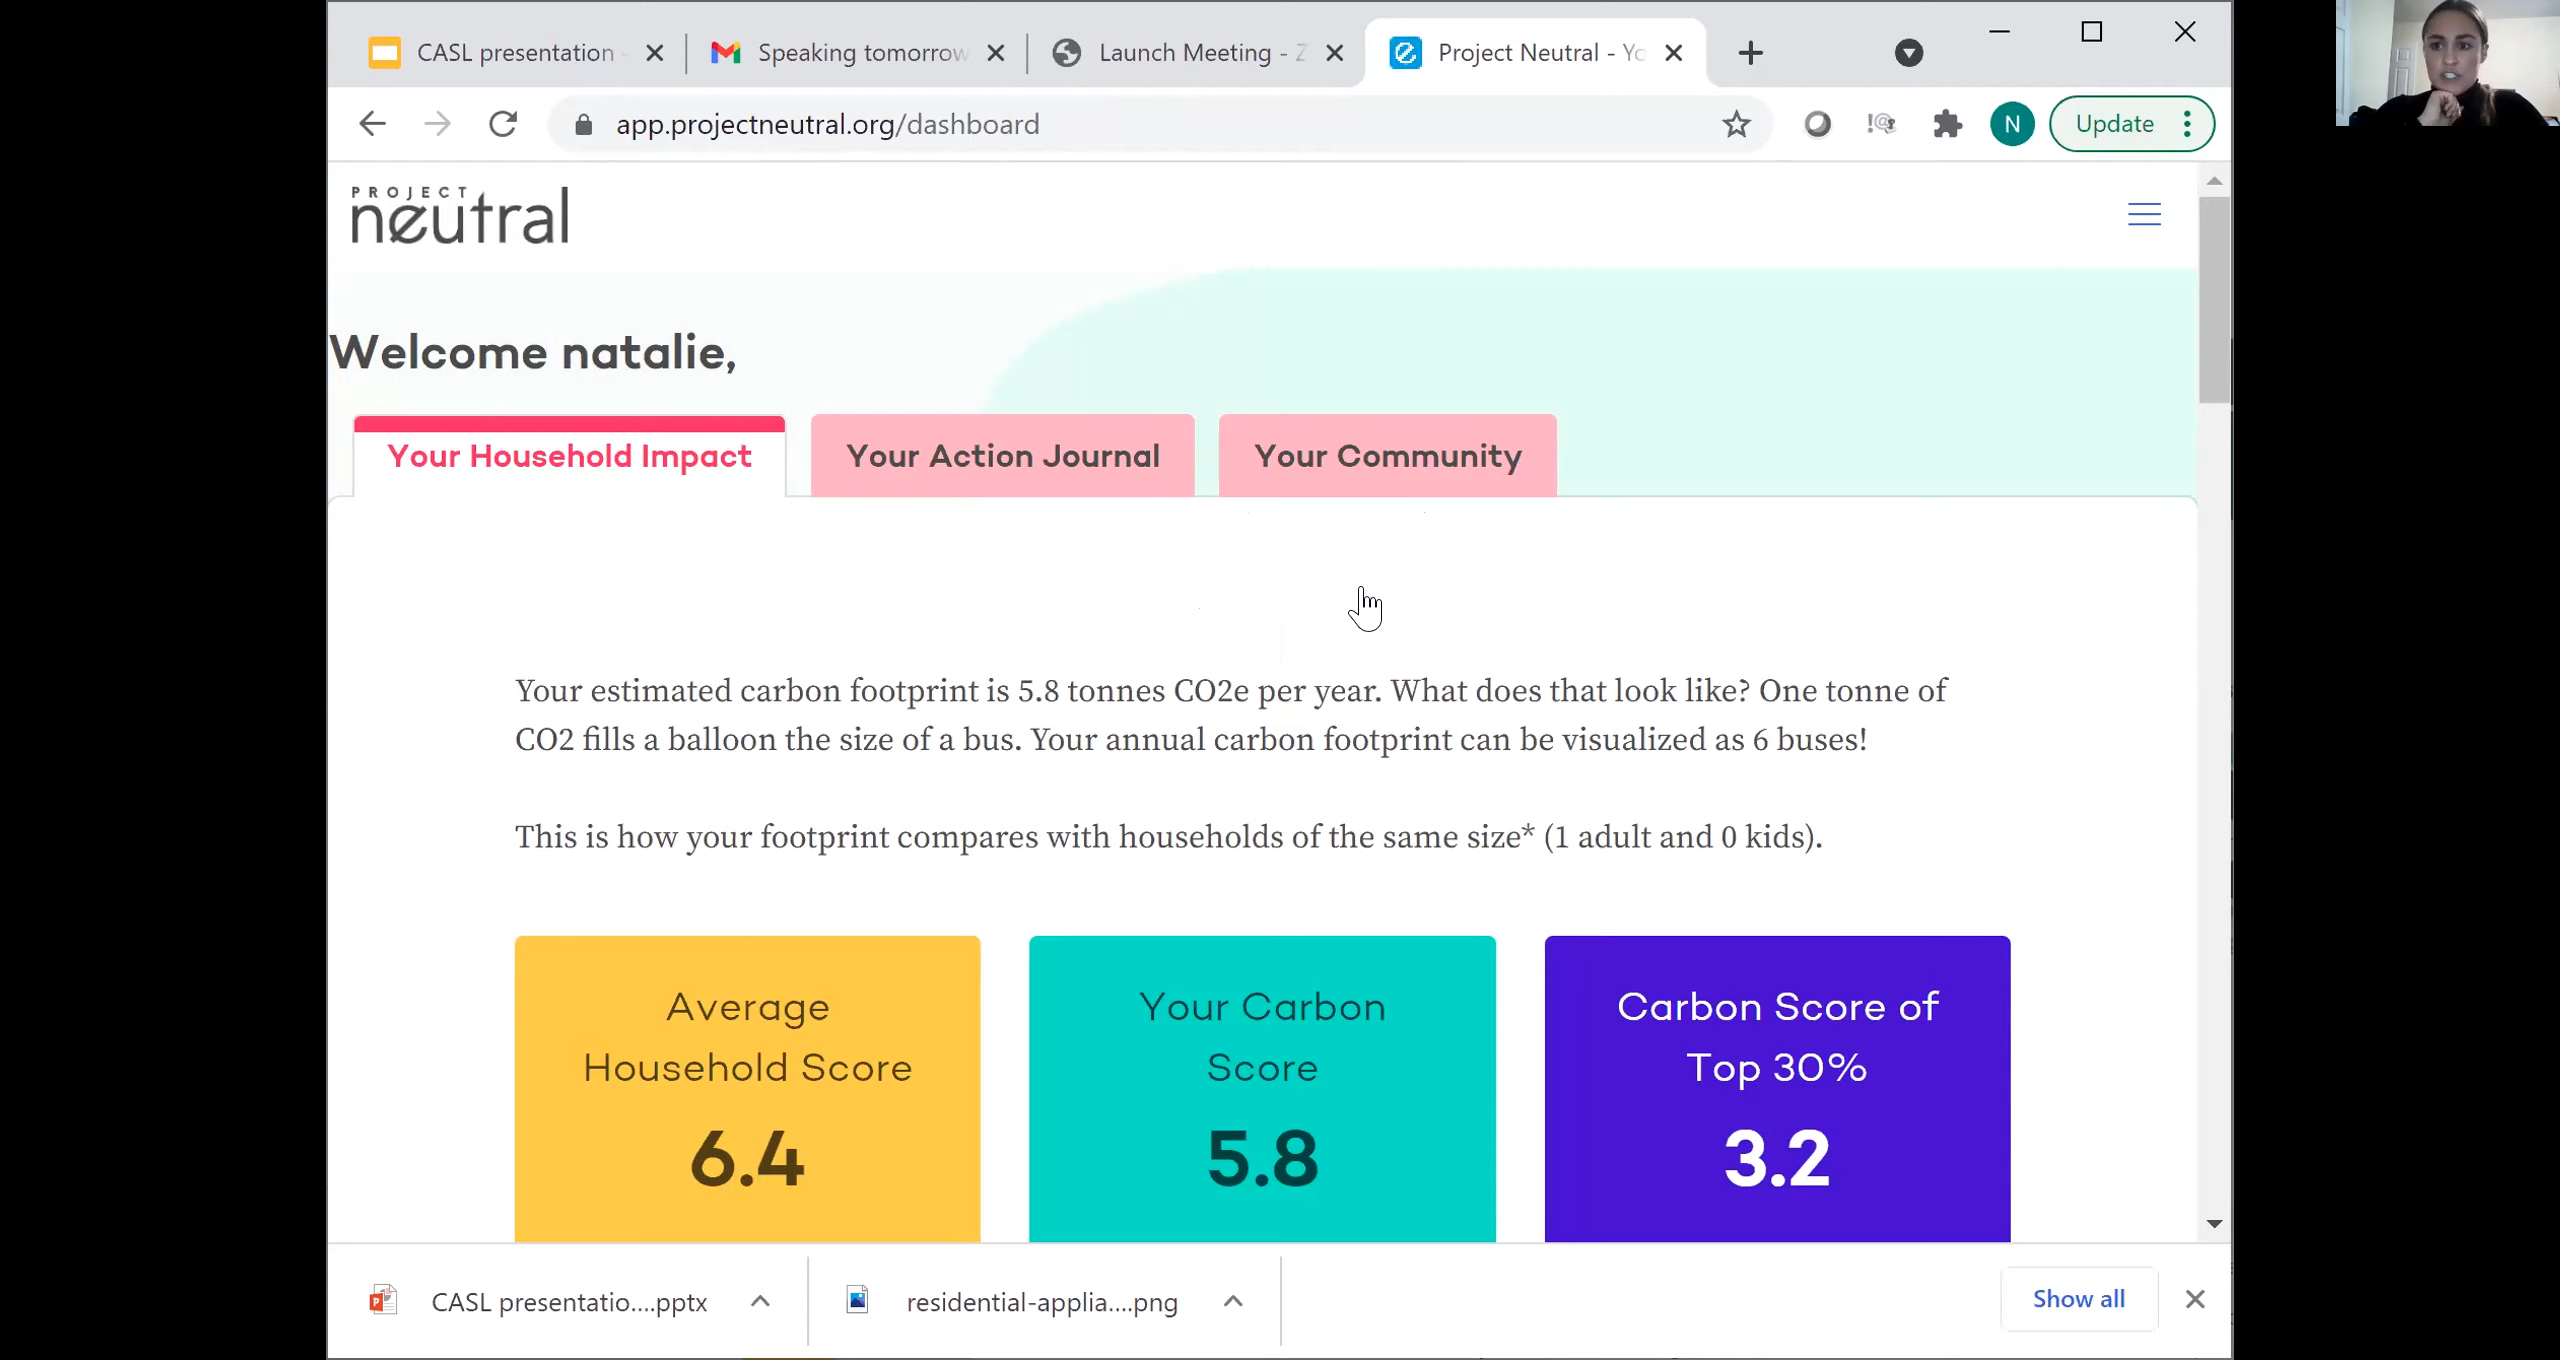 CASL presentation -
Speaking tomorrow
Launch Meeting - Z
Project Neutral - Yo
app.projectneutral.org/dashboard
N
Update
PROJECT
neutral
Welcome natalie,
Your Household Impact
Your Action Journal
Your Community
Your estimated carbon footprint is 5.8 tonnes CO2e per year. What does that look like? One tonne of
CO2 fills a balloon the size of a bus. Your annual carbon footprint can be visualized as 6 buses!
This is how your footprint compares with households of the same size* (1 adult and 0 kids).
Average
Household Score
6.4
Your Carbon
Score
5.8
Carbon Score of
Top 30%
3.2
CASL presentatio....pptx
residential-applia....png
Show all